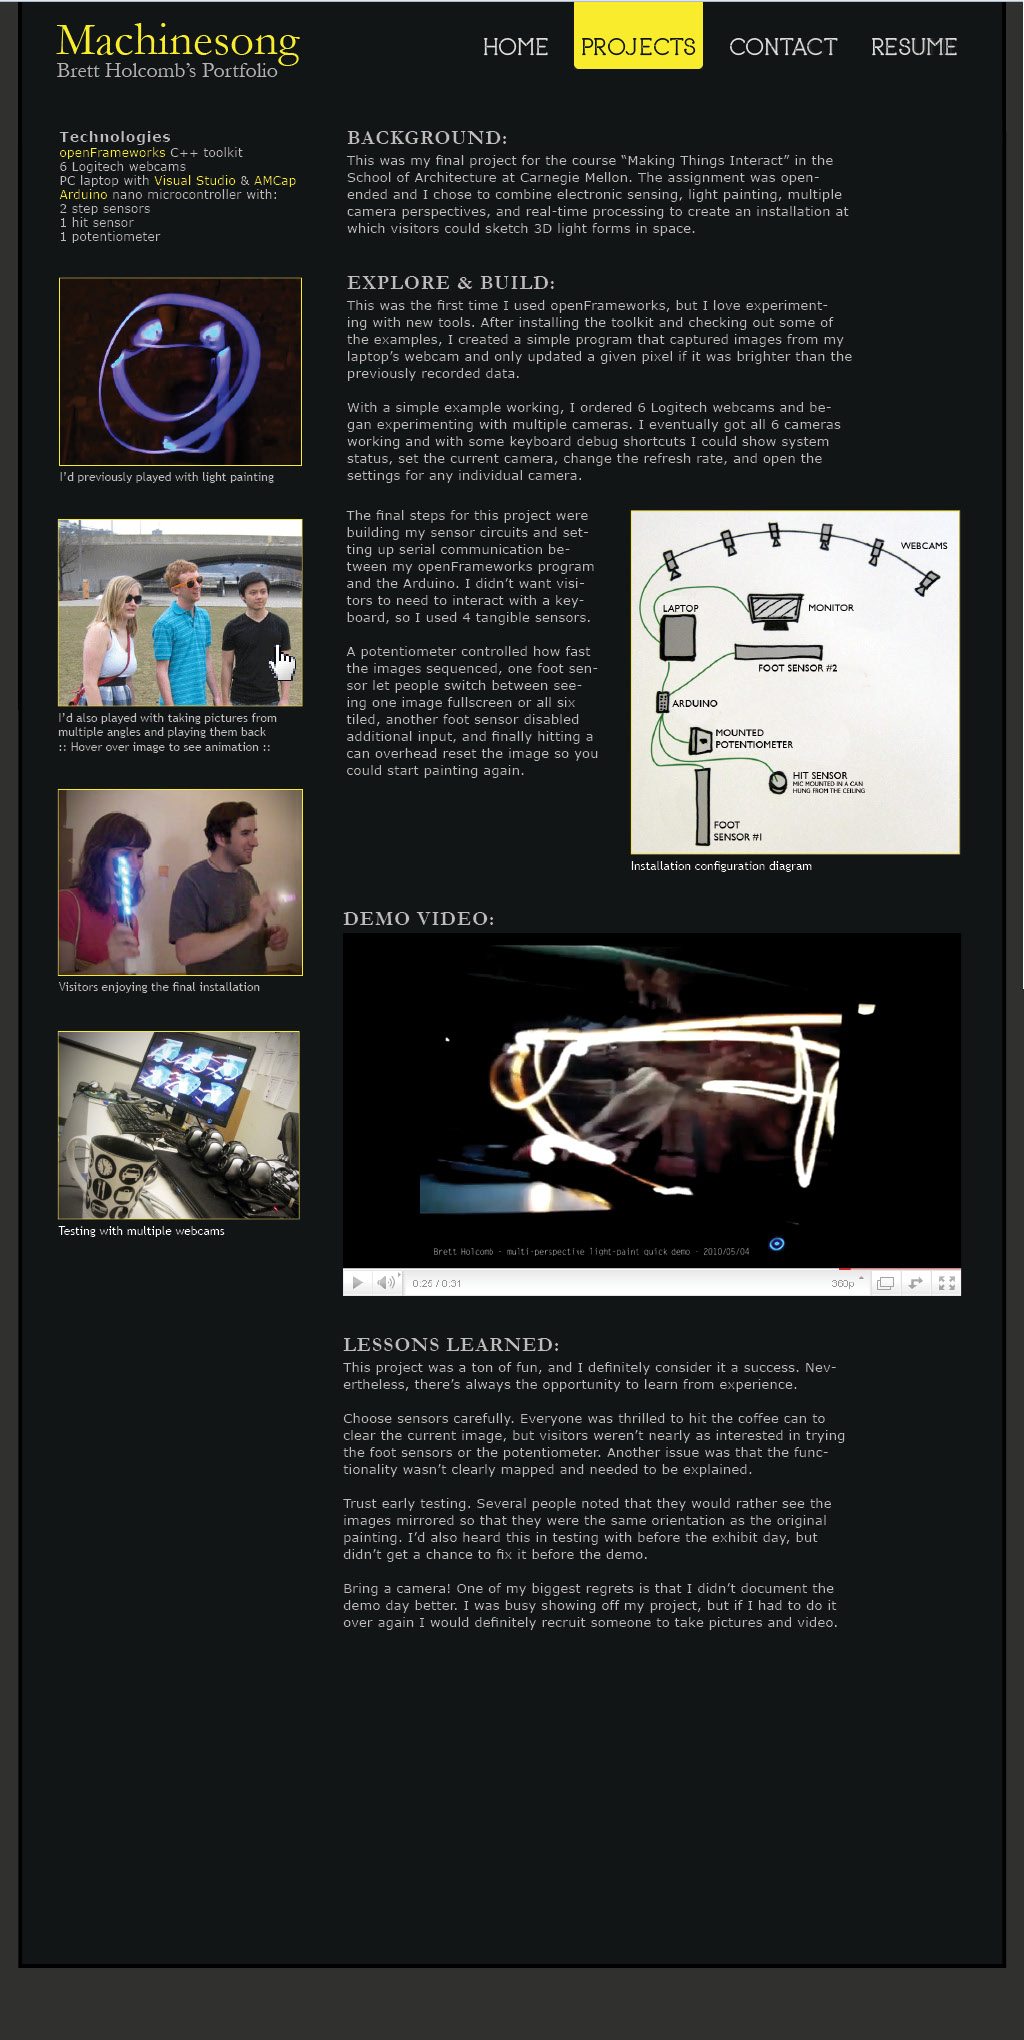 Machinesong
Brett Holcomb's Portfolio
HOME
PROJECTS
CONTACT
RESUME
Technologies
openFrameworks C++ toolkit
6 Logitech webcams
PC laptop with Visual Studio & AMCap
Arduino nano microcontroller with:
2 step sensors
1 hit sensor
1 potentiometer
I'd previously played with light painting
I'd also played with taking pictures from
multiple angles and playing them back
:: Hover over image to see animation ::
Visitors enjoying the final installation
Testing with multiple webcams
BACKGROUND:
This was my final project for the course “Making Things Interact” in the
School of Architecture at Carnegie Mellon. The assignment was open-
ended and I chose to combine electronic sensing, light painting, multiple
camera perspectives, and real-time processing to create an installation at
which visitors could sketch 3D light forms in space.
EXPLORE & BUILD:
This was the first time I used openFrameworks, but I love experiment-
ing with new tools. After installing the toolkit and checking out some of
the examples, I created a simple program that captured images from my
laptop's webcam and only updated a given pixel if it was brighter than the
previously recorded data.
With a simple example working, I ordered 6 Logitech webcams and be-
gan experimenting with multiple cameras. I eventually got all 6 cameras
working and with some keyboard debug shortcuts I could show system
status, set the current camera, change the refresh rate, and open the
settings for any individual camera.
The final steps for this project were
building my sensor circuits and set-
ting up serial communication be-
tween my openFrameworks program
and the Arduino. I didn't want visi-
tors to need to interact with a key-
board, so I used 4 tangible sensors.
A potentiometer controlled how fast
the images sequenced, one foot sen-
sor let people switch between see-
ing one image fullscreen or all six
tiled, another foot sensor disabled
additional input, and finally hitting a
can overhead reset the image so you
could start painting again.
WEBCAMS
LAPTOP
MONITOR
FOOT SENSOR #2
ARDUINO
MOUNTED
POTENTIOMETER
HIT SENSOR
MIC MOUNTED IN A CAN
HUNG FROM THE CEILING
FOOT
SENSOR #1
Installation configuration diagram
DEMO VIDEO:
Brett Holcomb - multi-perspective light-paint quick demo - 2010/05/04
0:25 / 0:31
360p
LESSONS LEARNED:
This project was a ton of fun, and I definitely consider it a success. Nev-
ertheless, there's always the opportunity to learn from experience.
Choose sensors carefully. Everyone was thrilled to hit the coffee can to
clear the current image, but visitors weren't nearly as interested in trying
the foot sensors or the potentiometer. Another issue was that the func-
tionality wasn't clearly mapped and needed to be explained.
Trust early testing. Several people noted that they would rather see the
images mirrored so that they were the same orientation as the original
painting. I'd also heard this in testing with before the exhibit day, but
didn't get a chance to fix it before the demo.
Bring a camera! One of my biggest regrets is that I didn't document the
demo day better. I was busy showing off my project, but if I had to do it
over again I would definitely recruit someone to take pictures and video.